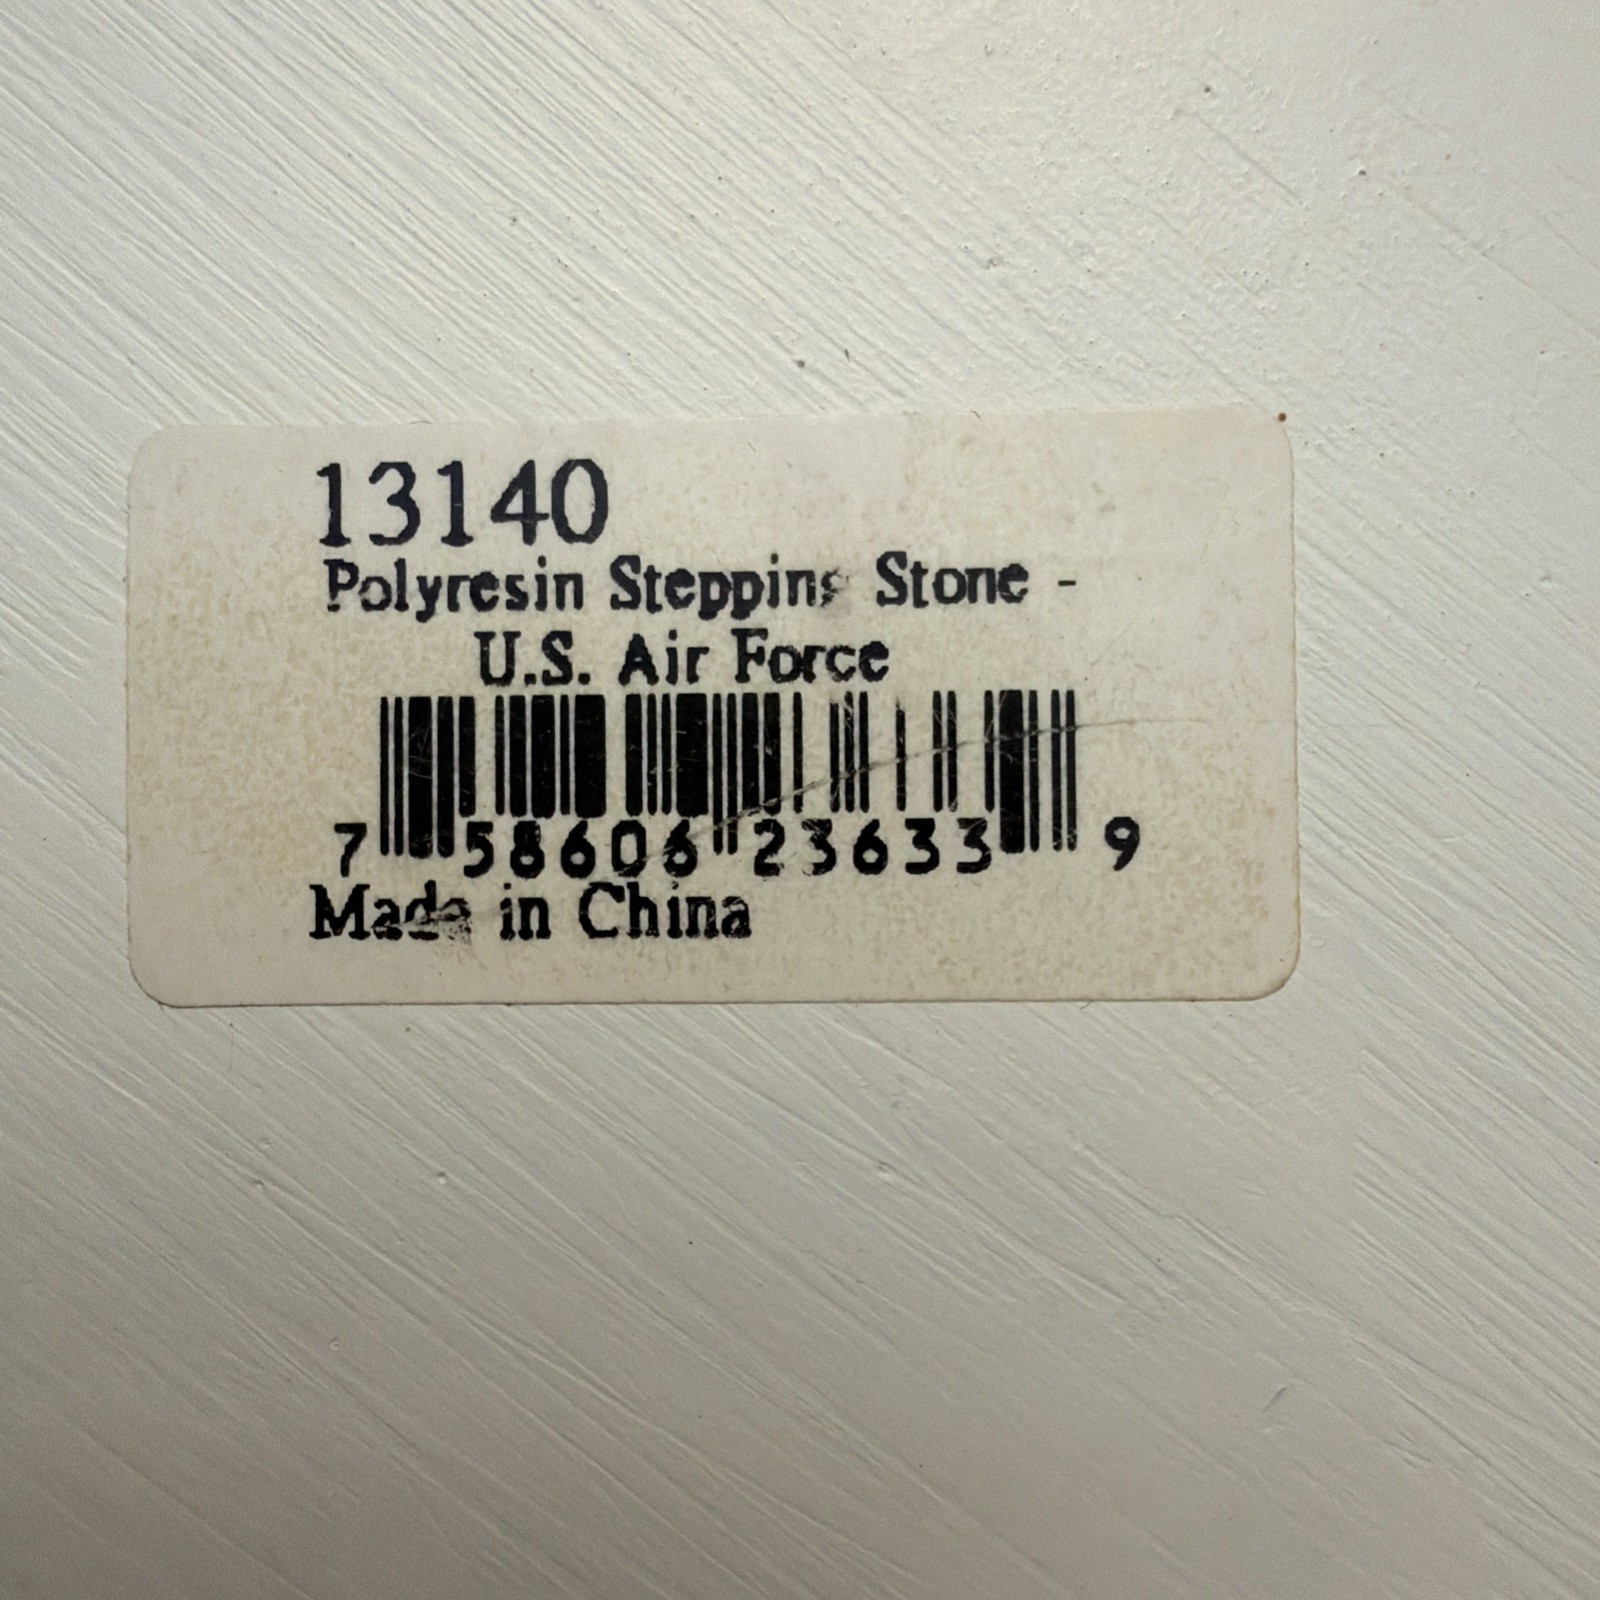 13140
Polyresin Stepping Stone -
U.S. Air Force
7 58606 23633 9
Made in China